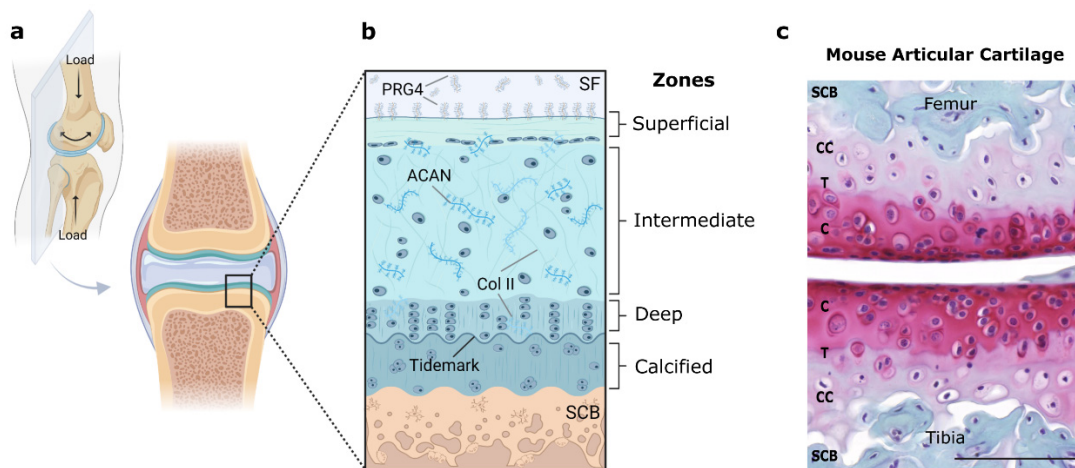 a
Load
Load
b
PRG4
SF
ACAN
Col II
Tidemark
SCB
Zones
Superficial
Intermediate
Deep
Calcified
c
Mouse Articular Cartilage
SCB
Femur
CC
T
C
C
T
CC
Tibia
SCB